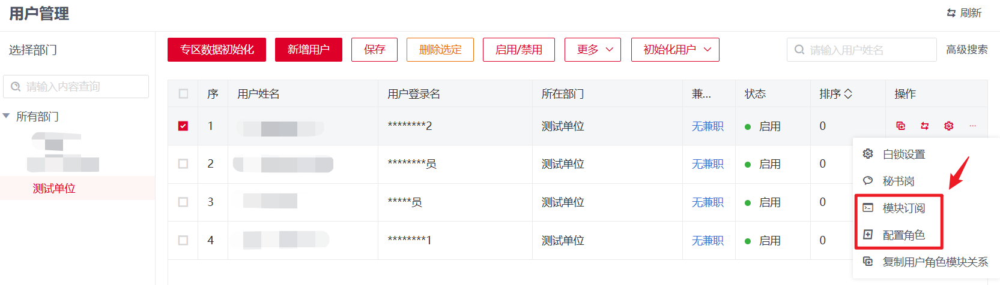 用户管理
刷新
选择部门
专区数据初始化 新增用户 保存 删除选定 启用/禁用 更多 初始化用户 请输入用户姓名 高级搜索
请输入内容查询
所有部门
测试单位
序 用户姓名 用户登录名 所在部门 兼... 状态 排序 操作
1 ********2 测试单位 无兼职 启用 0 ...
2 ********员 测试单位 无兼职 启用 0
3 *****员 测试单位 无兼职 启用 0
4 ********1 测试单位 无兼职 启用 0
白锁设置
秘书岗
模块订阅
配置角色
复制用户角色模块关系